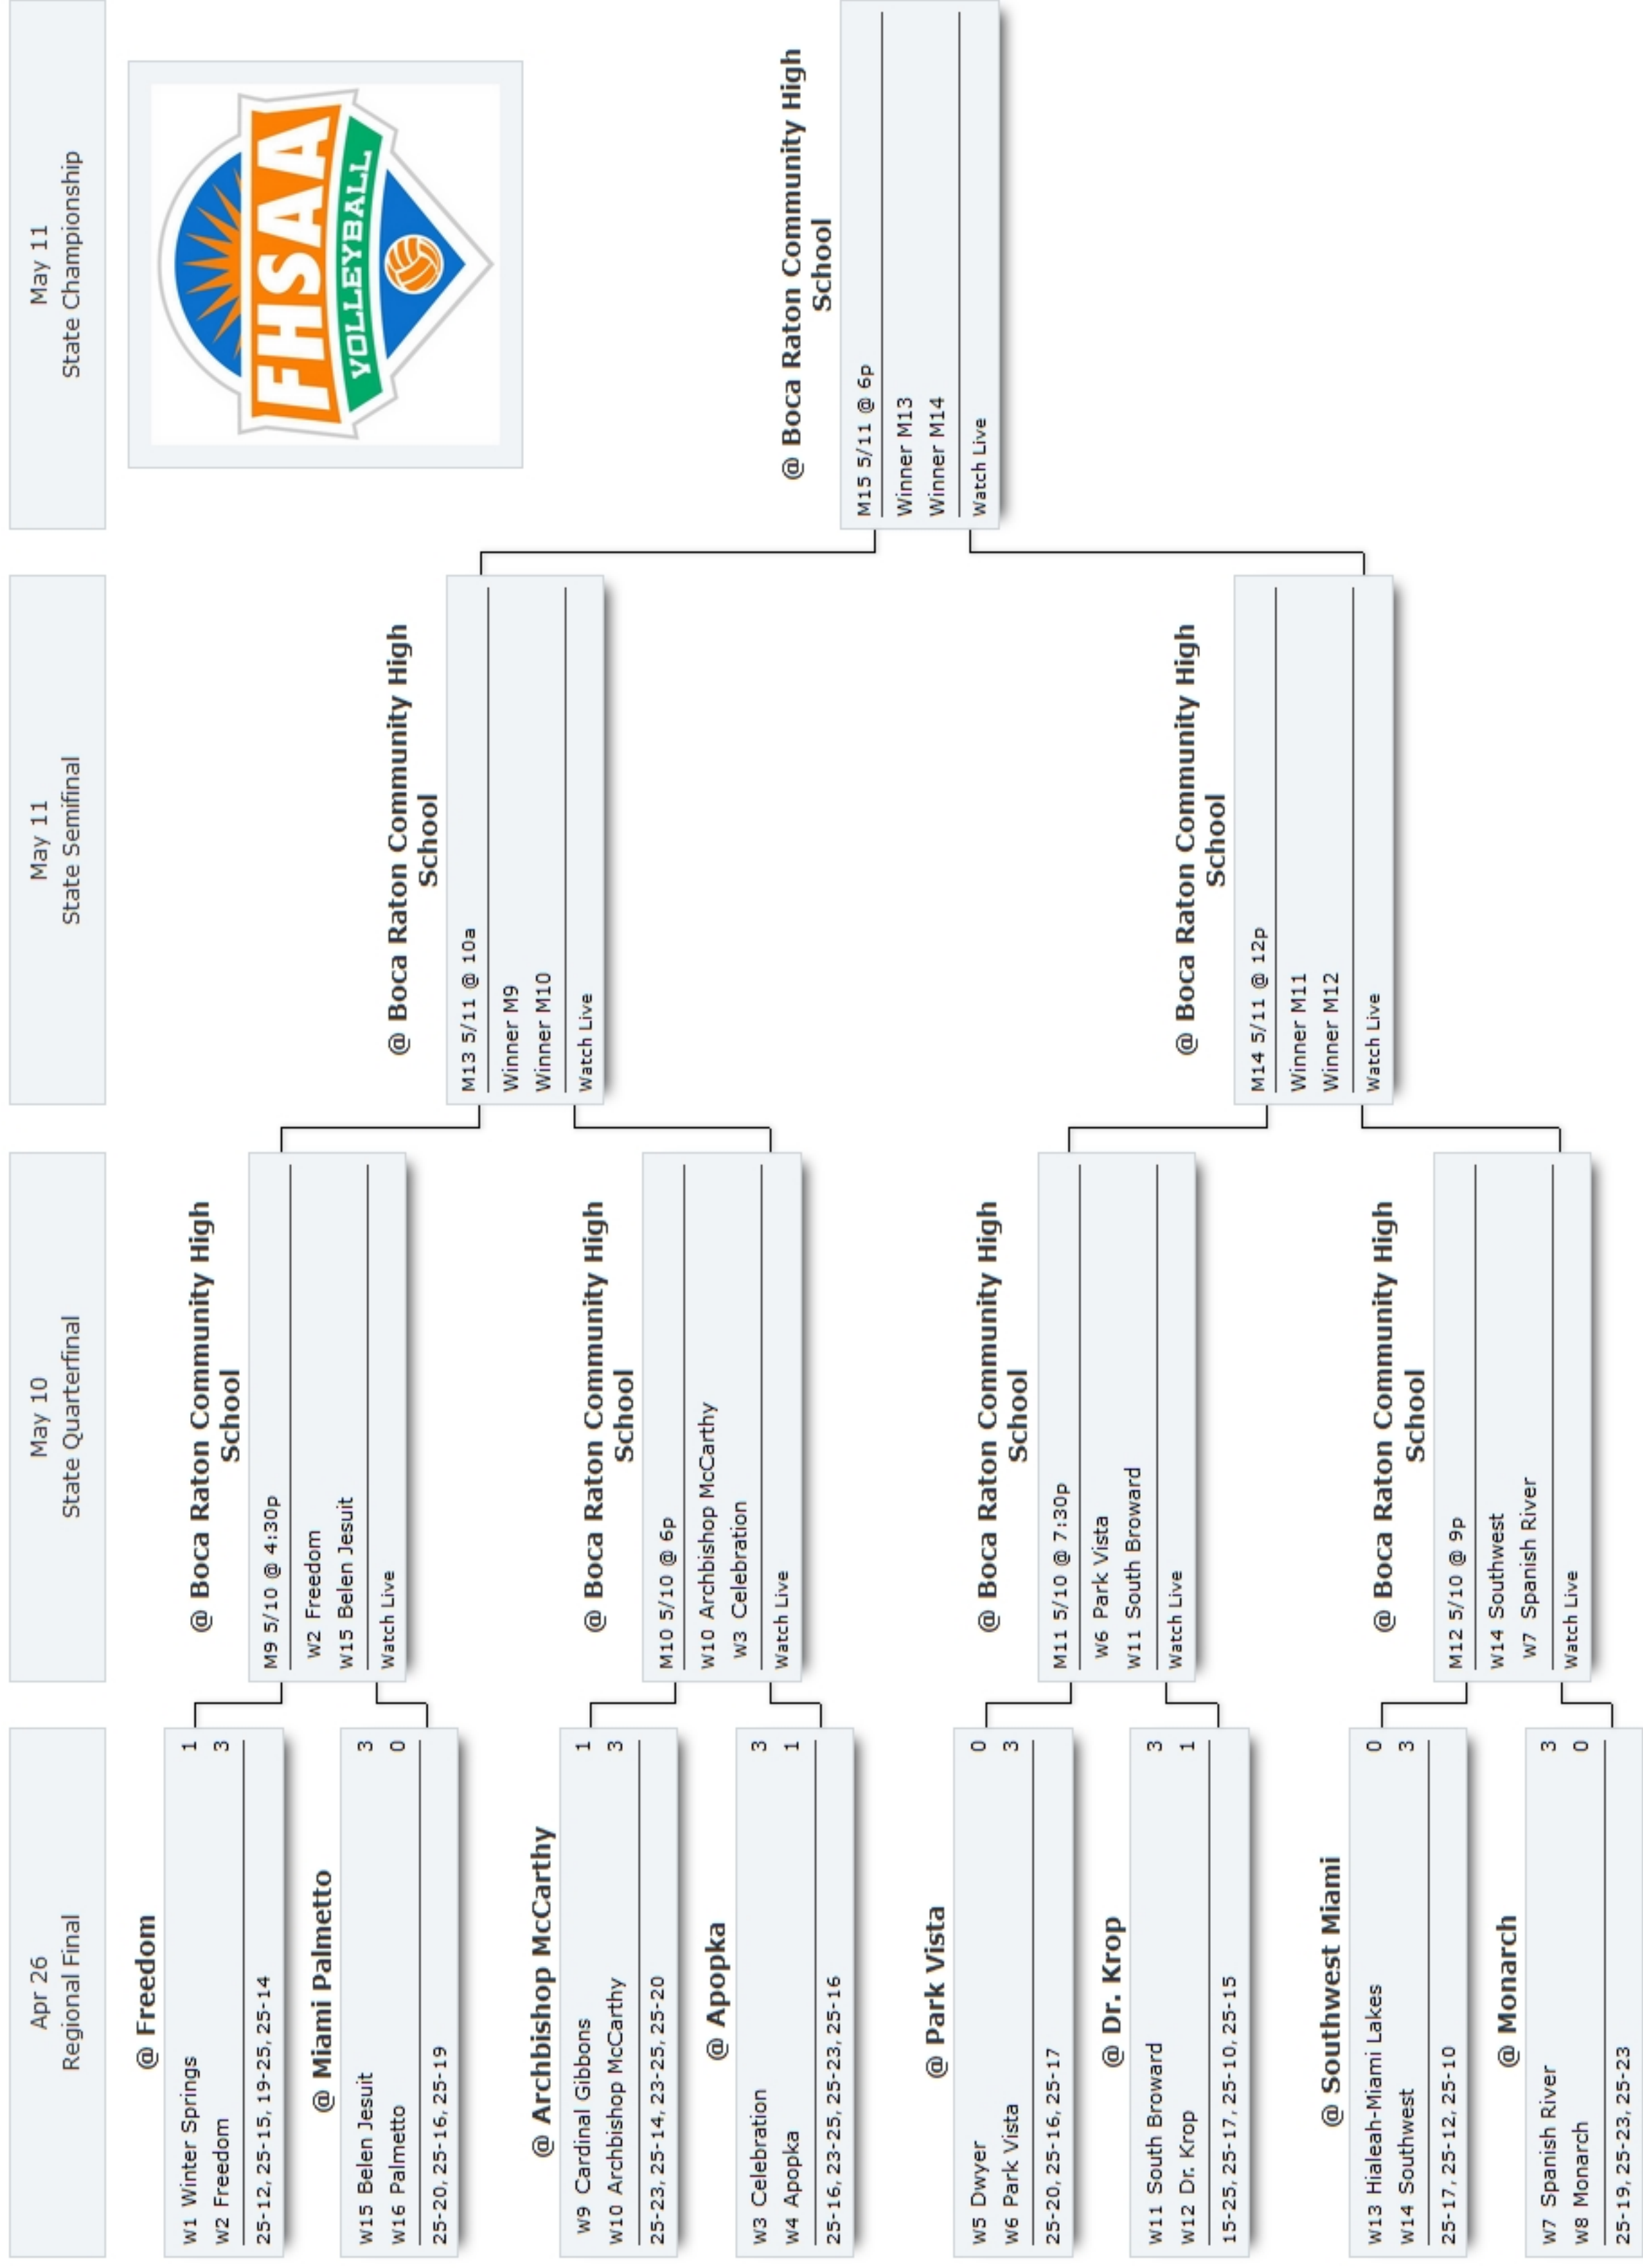 Apr 26
Regional Final
May 10
State Quarterfinal
May 11
State Semifinal
May 11
State Championship
@ Freedom
W1 Winter Springs 1
W2 Freedom 3
25-12, 25-15, 19-25, 25-14
@ Miami Palmetto
W15 Belen Jesuit 3
W16 Palmetto 0
25-20, 25-16, 25-19
@ Archbishop McCarthy
W9 Cardinal Gibbons 1
W10 Archbishop McCarthy 3
25-23, 25-14, 23-25, 25-20
@ Apopka
W3 Celebration 3
W4 Apopka 1
25-16, 23-25, 25-23, 25-16
@ Park Vista
W5 Dwyer 0
W6 Park Vista 3
25-20, 25-16, 25-17
@ Dr. Krop
W11 South Broward 3
W12 Dr. Krop 1
15-25, 25-17, 25-10, 25-15
@ Southwest Miami
W13 Hialeah-Miami Lakes 0
W14 Southwest 3
25-17, 25-12, 25-10
@ Monarch
W7 Spanish River 3
W8 Monarch 0
25-19, 25-23, 25-23
@ Boca Raton Community High
School
M9 5/10 @ 4:30p
W2 Freedom
W15 Belen Jesuit
Watch Live
@ Boca Raton Community High
School
M10 5/10 @ 6p
W10 Archbishop McCarthy
W3 Celebration
Watch Live
@ Boca Raton Community High
School
M11 5/10 @ 7:30p
W6 Park Vista
W11 South Broward
Watch Live
@ Boca Raton Community High
School
M12 5/10 @ 9p
W14 Southwest
W7 Spanish River
Watch Live
@ Boca Raton Community High
School
M13 5/11 @ 10a
Winner M9
Winner M10
Watch Live
@ Boca Raton Community High
School
M14 5/11 @ 12p
Winner M11
Winner M12
Watch Live
FHSAA
VOLLEYBALL
@ Boca Raton Community High
School
M15 5/11 @ 6p
Winner M13
Winner M14
Watch Live